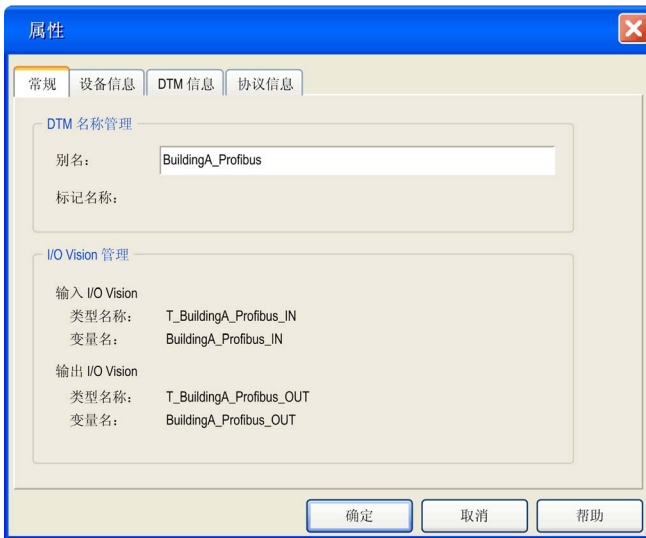 属性
常规 设备信息 DTM 信息 协议信息
DTM 名称管理
别名： BuildingA_Profibus
标记名称：
I/O Vision 管理
输入 I/O Vision
类型名称： T_BuildingA_Profibus_IN
变量名： BuildingA_Profibus_IN
输出 I/O Vision
类型名称： T_BuildingA_Profibus_OUT
变量名： BuildingA_Profibus_OUT
确定 取消 帮助